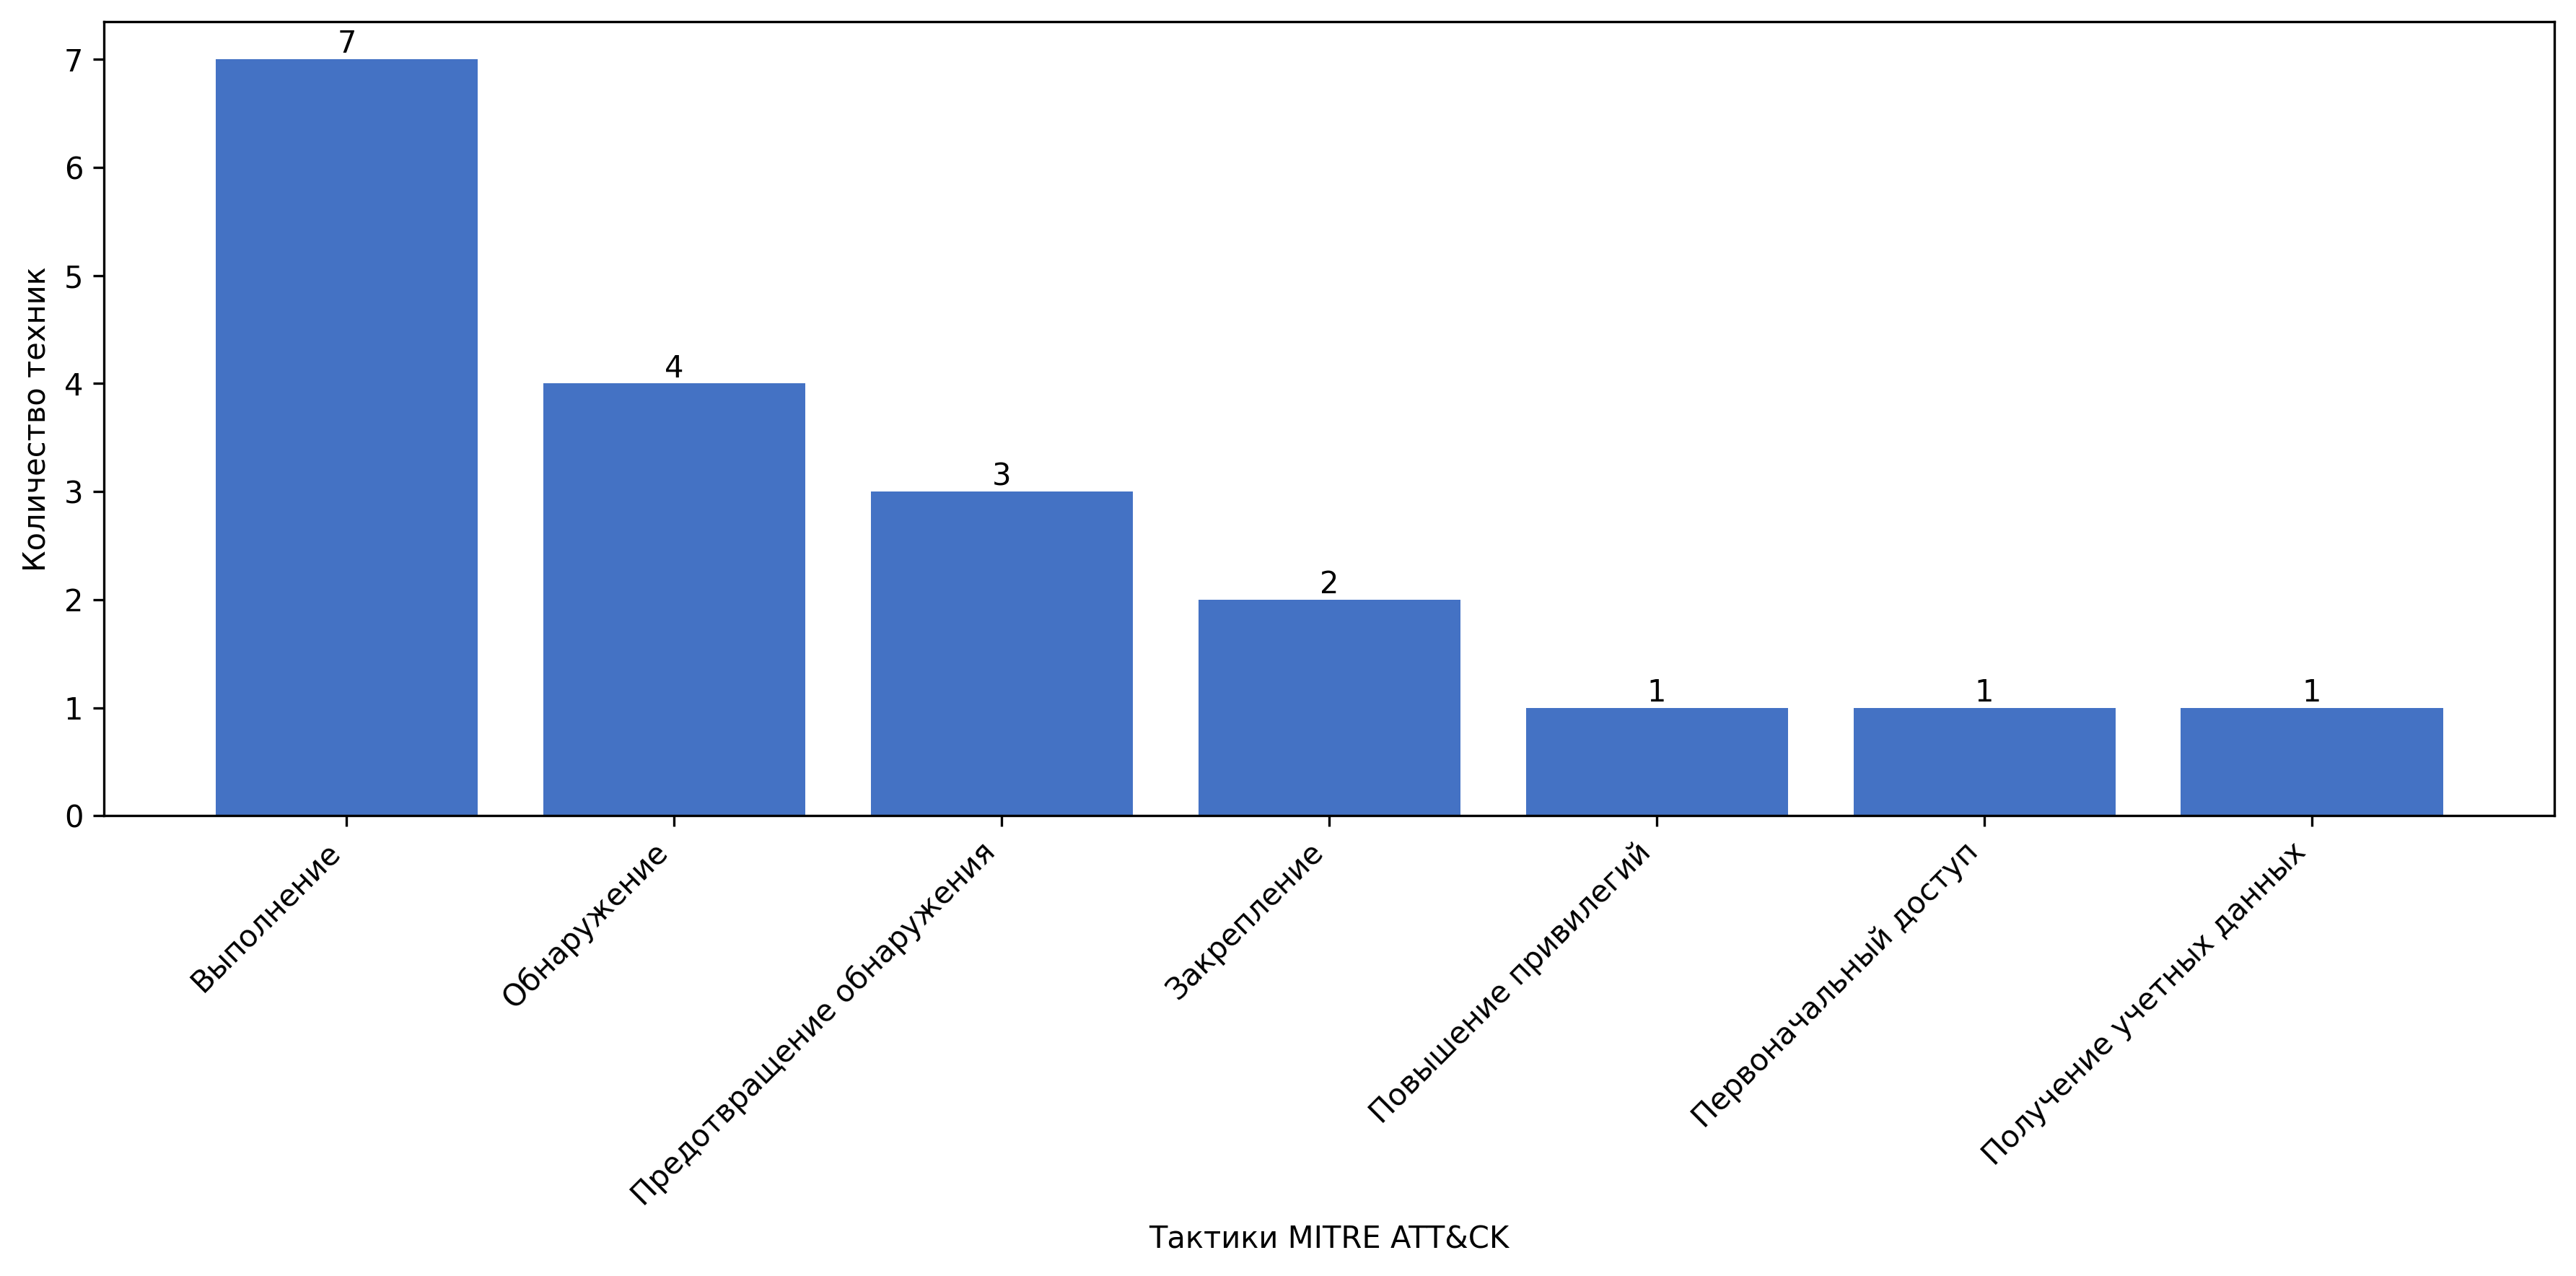 Количество техник
7
6
5
4
3
2
1
0
7
4
3
2
1
1
1
Выполнение
Обнаружение
Предотвращение обнаружения
Закрепление
Повышение привилегий
Первоначальный доступ
Получение учетных данных
Тактики MITRE ATT&CK